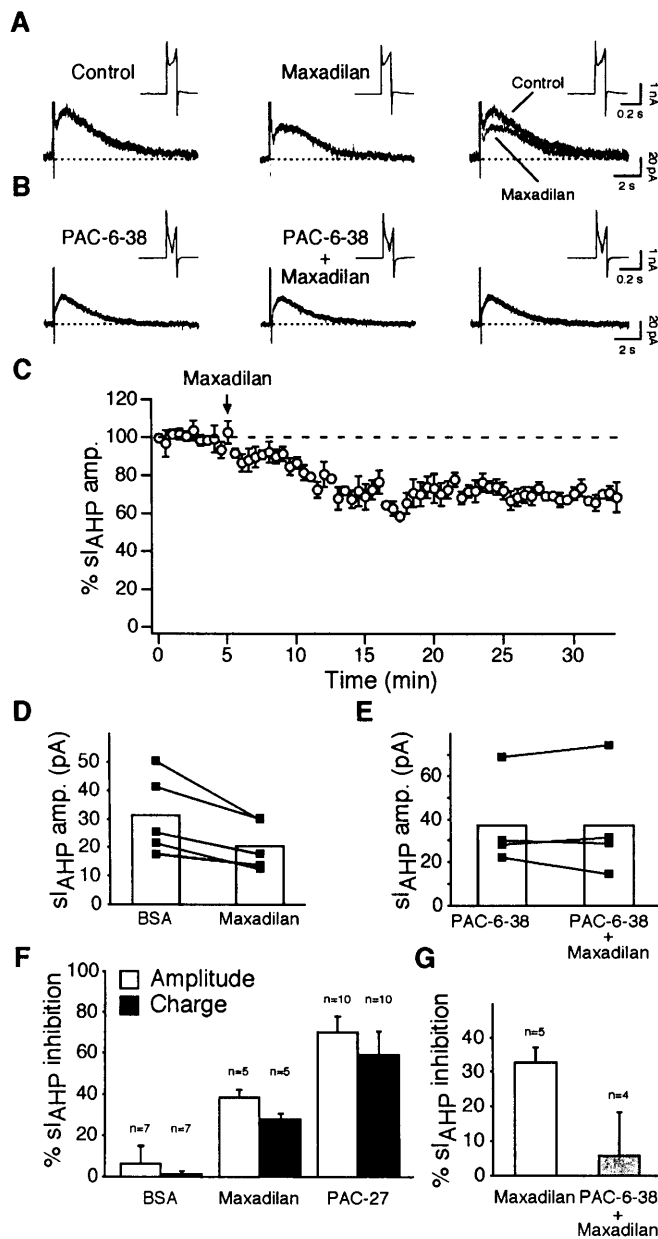 A
Control
Maxadilan
Control
Maxadilan
1 nA
0.2 s
20 pA
2 s
B
PAC-6-38
PAC-6-38
+
Maxadilan
1 nA
0.2 s
20 pA
2 s
C
Maxadilan
120
100
80
60
40
20
0
% sIAHP amp.
0 5 10 15 20 25 30
Time (min)
D
50
40
30
20
10
0
sIAHP amp. (pA)
BSA Maxadilan
E
60
40
20
0
sIAHP amp. (pA)
PAC-6-38 PAC-6-38
+
Maxadilan
F
Amplitude
Charge
100
80
60
40
20
0
% sIAHP inhibition
n=7 n=7
n=5 n=5
n=10 n=10
BSA Maxadilan PAC-27
G
40
30
20
10
0
% sIAHP inhibition
n=5
n=4
Maxadilan PAC-6-38
+
Maxadilan